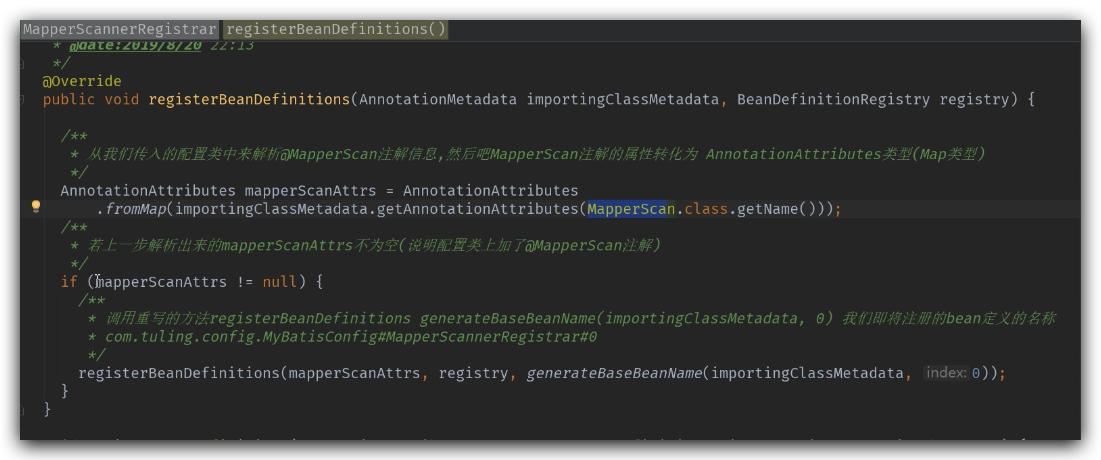 MapperScannerRegistrar registerBeanDefinitions()
* @date:2019/8/20 22:13
*/
@Override
public void registerBeanDefinitions(AnnotationMetadata importingClassMetadata, BeanDefinitionRegistry registry) {
/**
* 从我们传入的配置类中来解析@MapperScan注解信息,然后吧MapperScan注解的属性转化为 AnnotationAttributes类型(Map类型)
*/
AnnotationAttributes mapperScanAttrs = AnnotationAttributes
.fromMap(importingClassMetadata.getAnnotationAttributes(MapperScan.class.getName()));
/**
* 若上一步解析出来的mapperScanAttrs不为空(说明配置类上加了@MapperScan注解)
*/
if (mapperScanAttrs != null) {
/**
* 调用重写的方法registerBeanDefinitions generateBaseBeanName(importingClassMetadata, 0) 我们即将注册的bean定义的名称
* com.tuling.config.MyBatisConfig#MapperScannerRegistrar#0
*/
registerBeanDefinitions(mapperScanAttrs, registry, generateBaseBeanName(importingClassMetadata, index: 0));
}
}